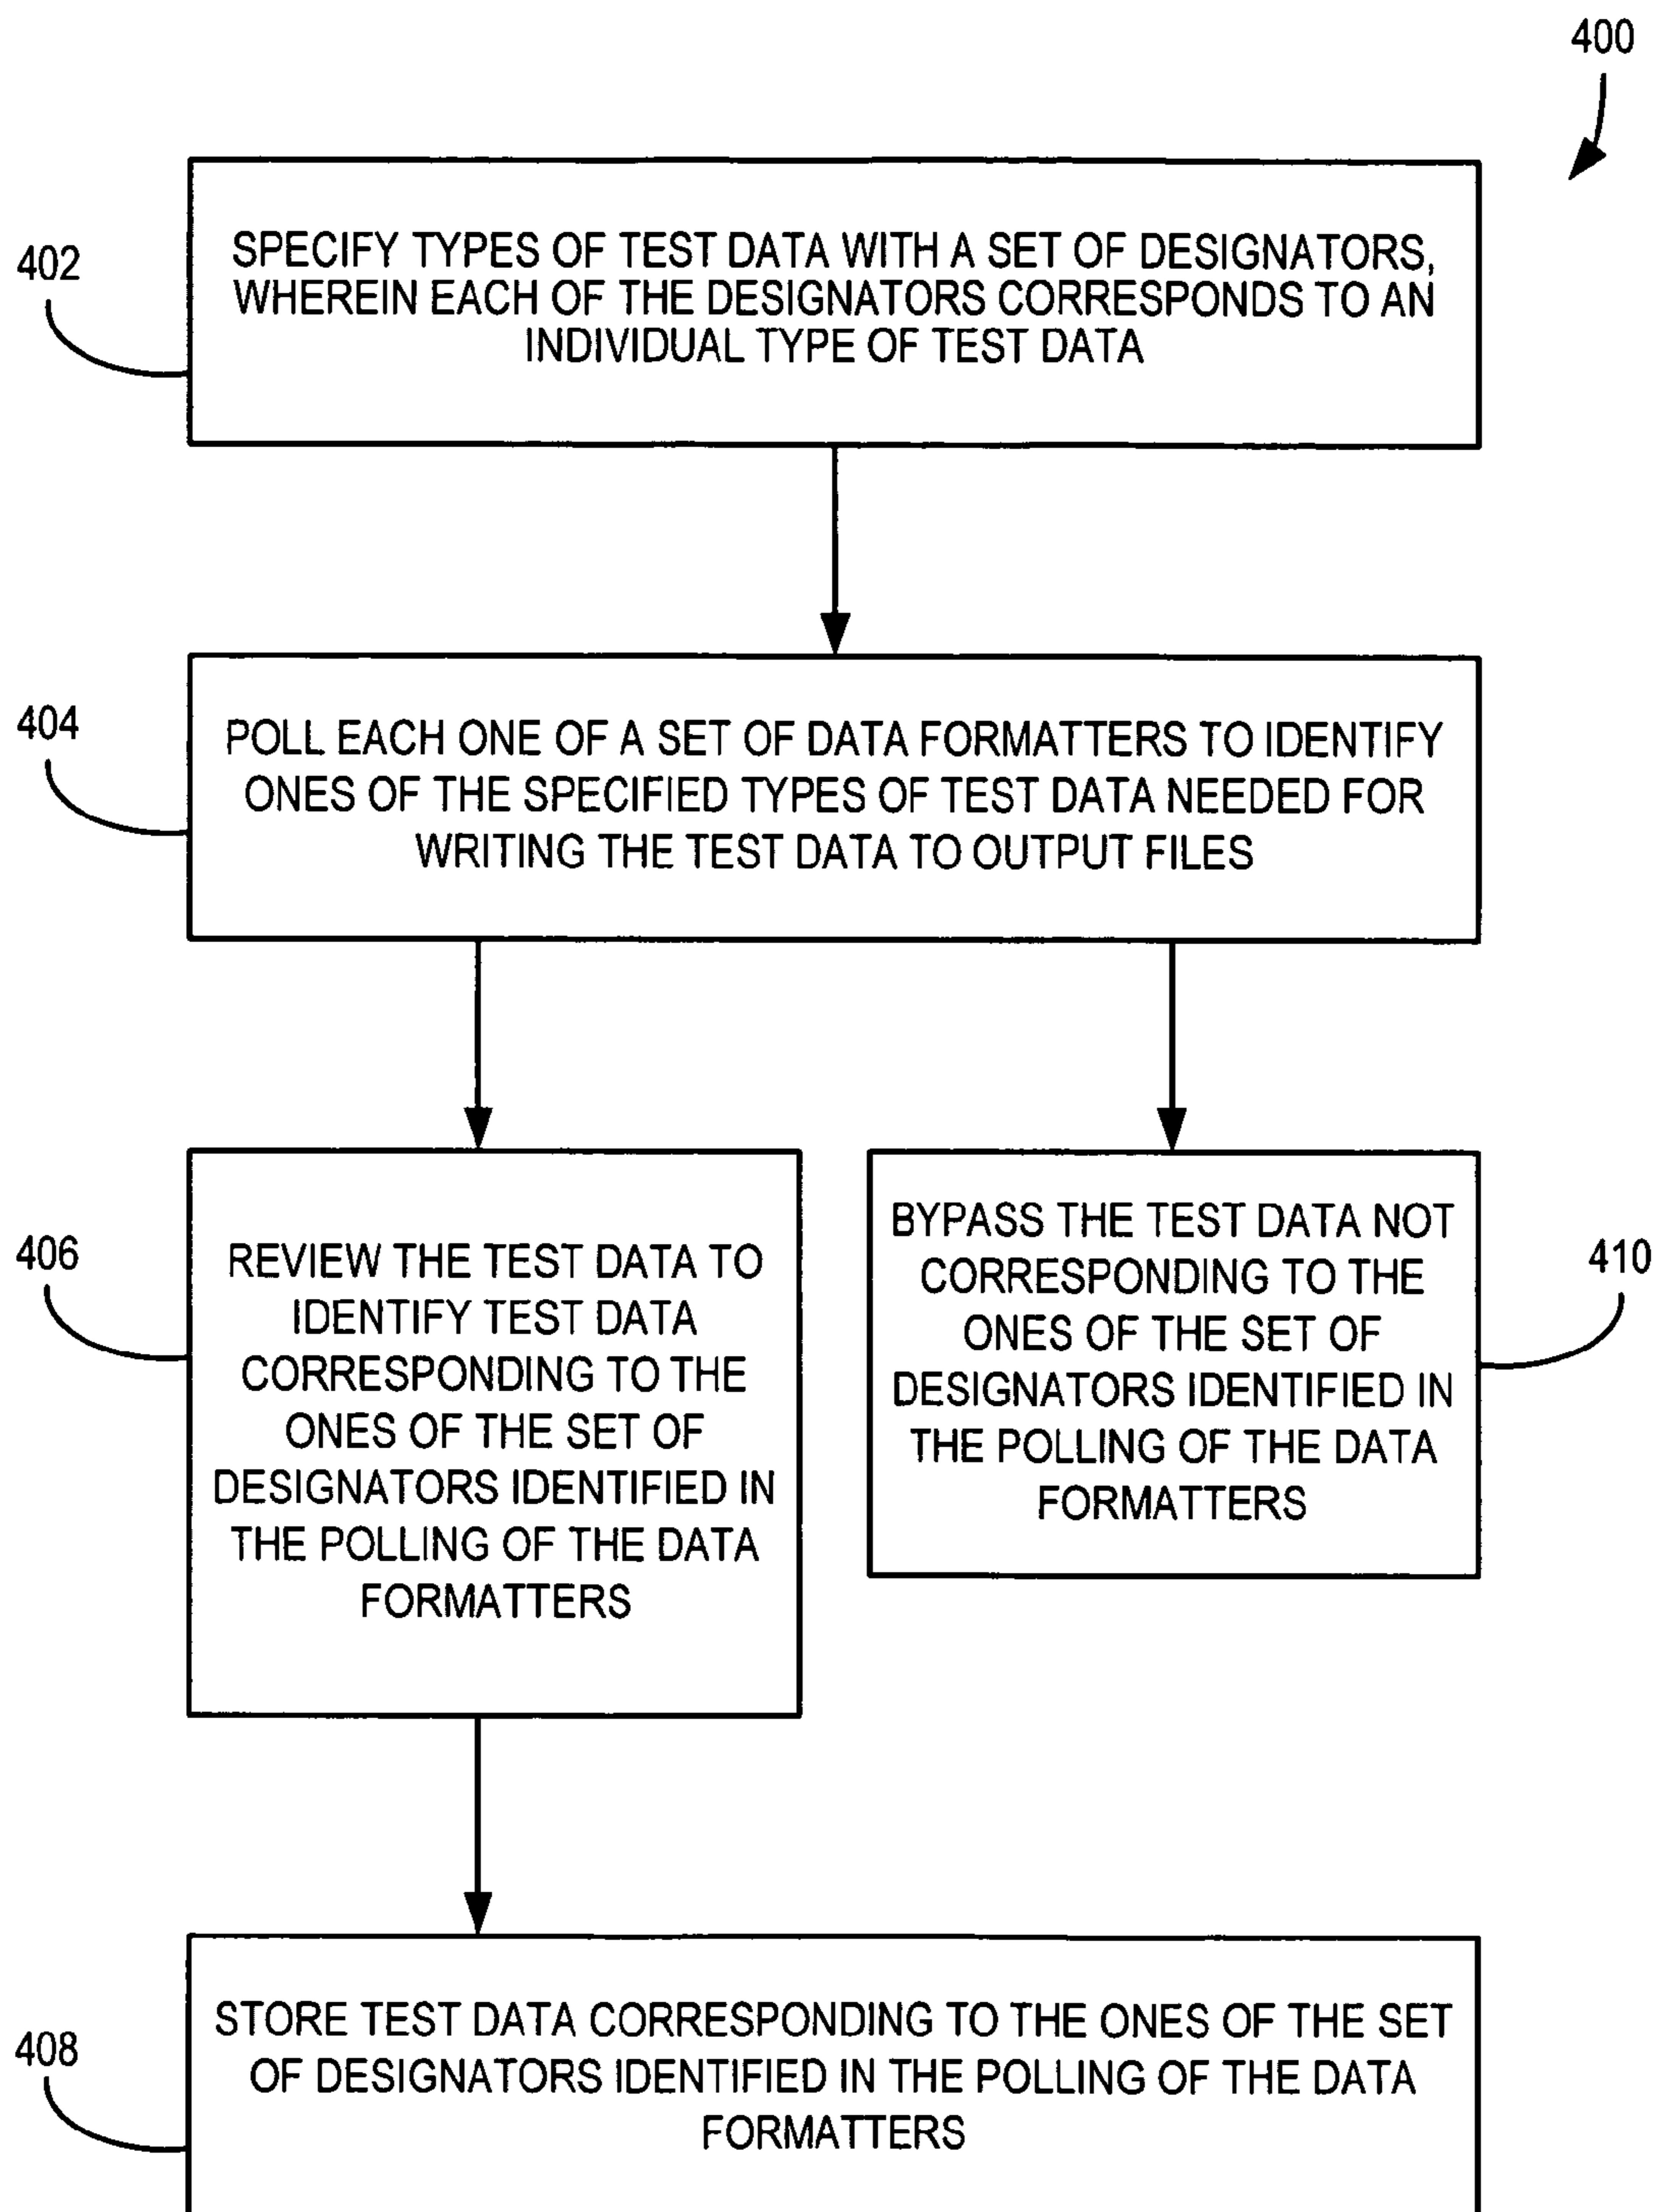 400
402
SPECIFY TYPES OF TEST DATA WITH A SET OF DESIGNATORS,
WHEREIN EACH OF THE DESIGNATORS CORRESPONDS TO AN
INDIVIDUAL TYPE OF TEST DATA
404
POLL EACH ONE OF A SET OF DATA FORMATTERS TO IDENTIFY
ONES OF THE SPECIFIED TYPES OF TEST DATA NEEDED FOR
WRITING THE TEST DATA TO OUTPUT FILES
406
REVIEW THE TEST DATA TO
IDENTIFY TEST DATA
CORRESPONDING TO THE
ONES OF THE SET OF
DESIGNATORS IDENTIFIED IN
THE POLLING OF THE DATA
FORMATTERS
BYPASS THE TEST DATA NOT
CORRESPONDING TO THE
ONES OF THE SET OF
DESIGNATORS IDENTIFIED IN
THE POLLING OF THE DATA
FORMATTERS
410
408
STORE TEST DATA CORRESPONDING TO THE ONES OF THE SET
OF DESIGNATORS IDENTIFIED IN THE POLLING OF THE DATA
FORMATTERS